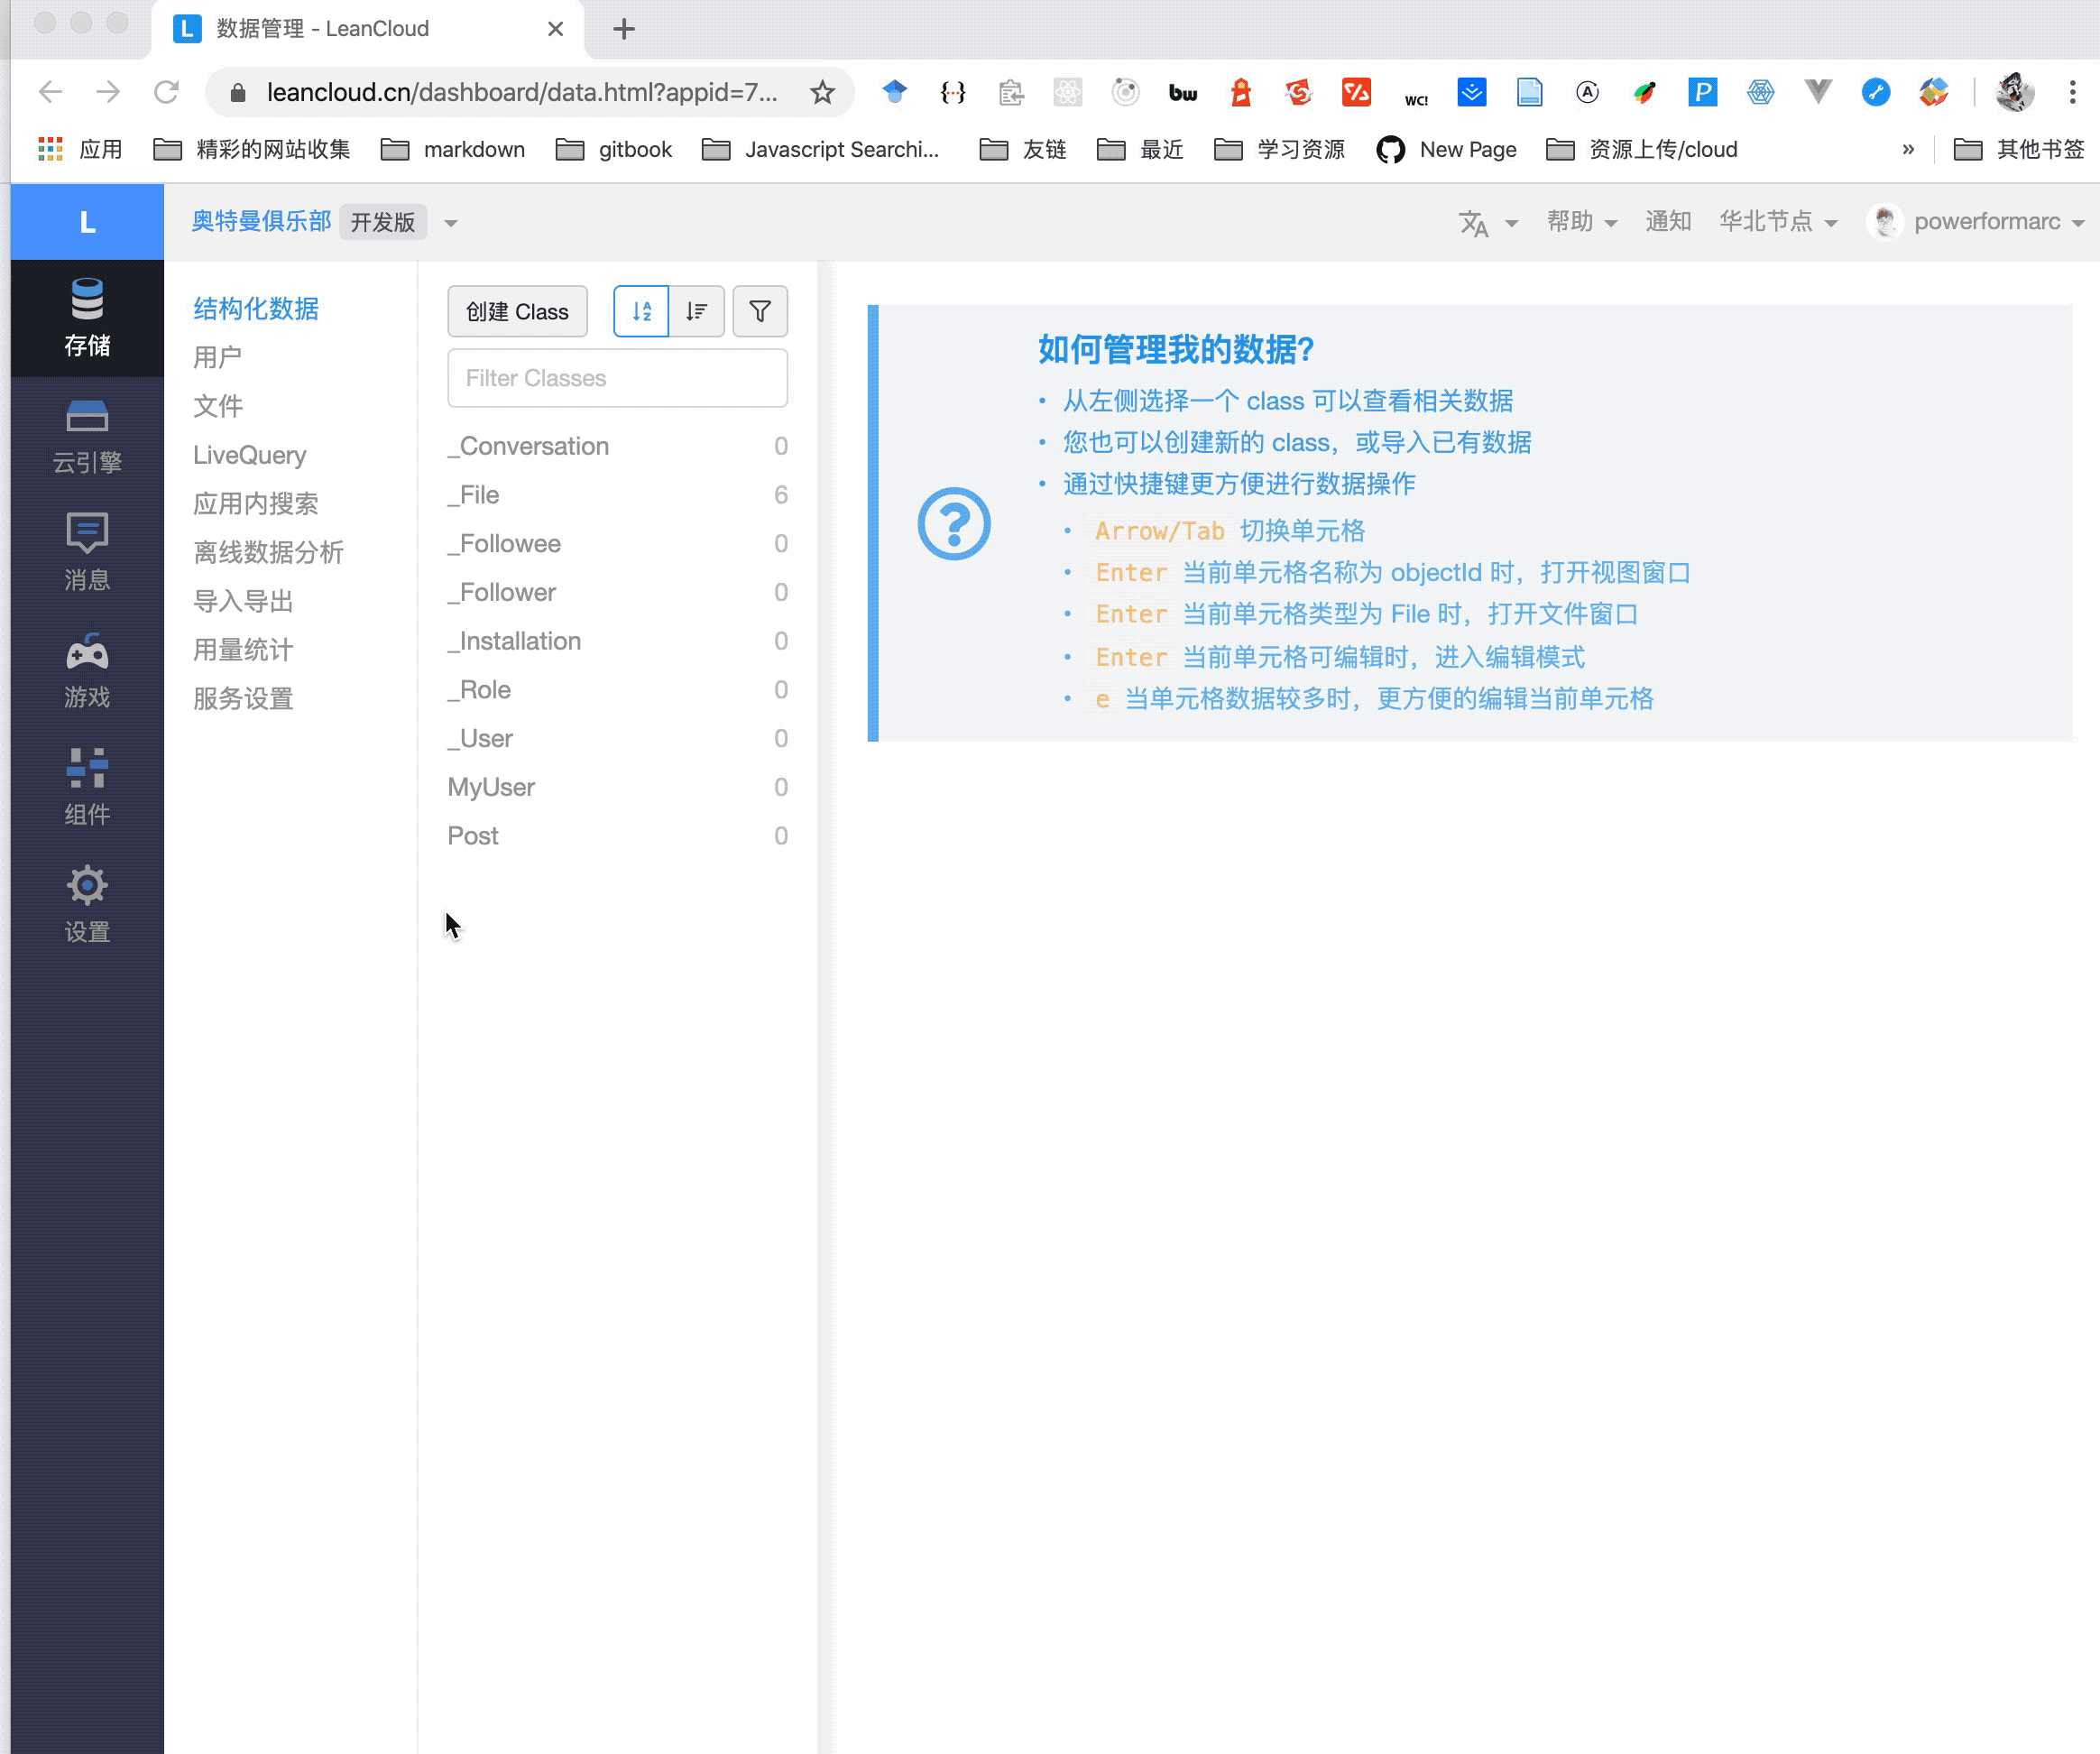 L 数据管理 - LeanCloud
leancloud.cn/dashboard/data.html?appid=7...
bw
WC!
A
P
应用 精彩的网站收集 markdown gitbook Javascript Searchi... 友链 最近 学习资源 New Page 资源上传/cloud » 其他书签
L
奥特曼俱乐部 开发版
帮助 通知 华北节点 powerformarc
存储
云引擎
消息
游戏
组件
设置
结构化数据
用户
文件
LiveQuery
应用内搜索
离线数据分析
导入导出
用量统计
服务设置
创建 Class
Filter Classes
_Conversation 0
_File 6
_Followee 0
_Follower 0
_Installation 0
_Role 0
_User 0
MyUser 0
Post 0
如何管理我的数据?
• 从左侧选择一个 class 可以查看相关数据
• 您也可以创建新的 class，或导入已有数据
• 通过快捷键更方便进行数据操作
• Arrow/Tab 切换单元格
• Enter 当前单元格名称为 objectId 时，打开视图窗口
• Enter 当前单元格类型为 File 时，打开文件窗口
• Enter 当前单元格可编辑时，进入编辑模式
• e 当单元格数据较多时，更方便的编辑当前单元格